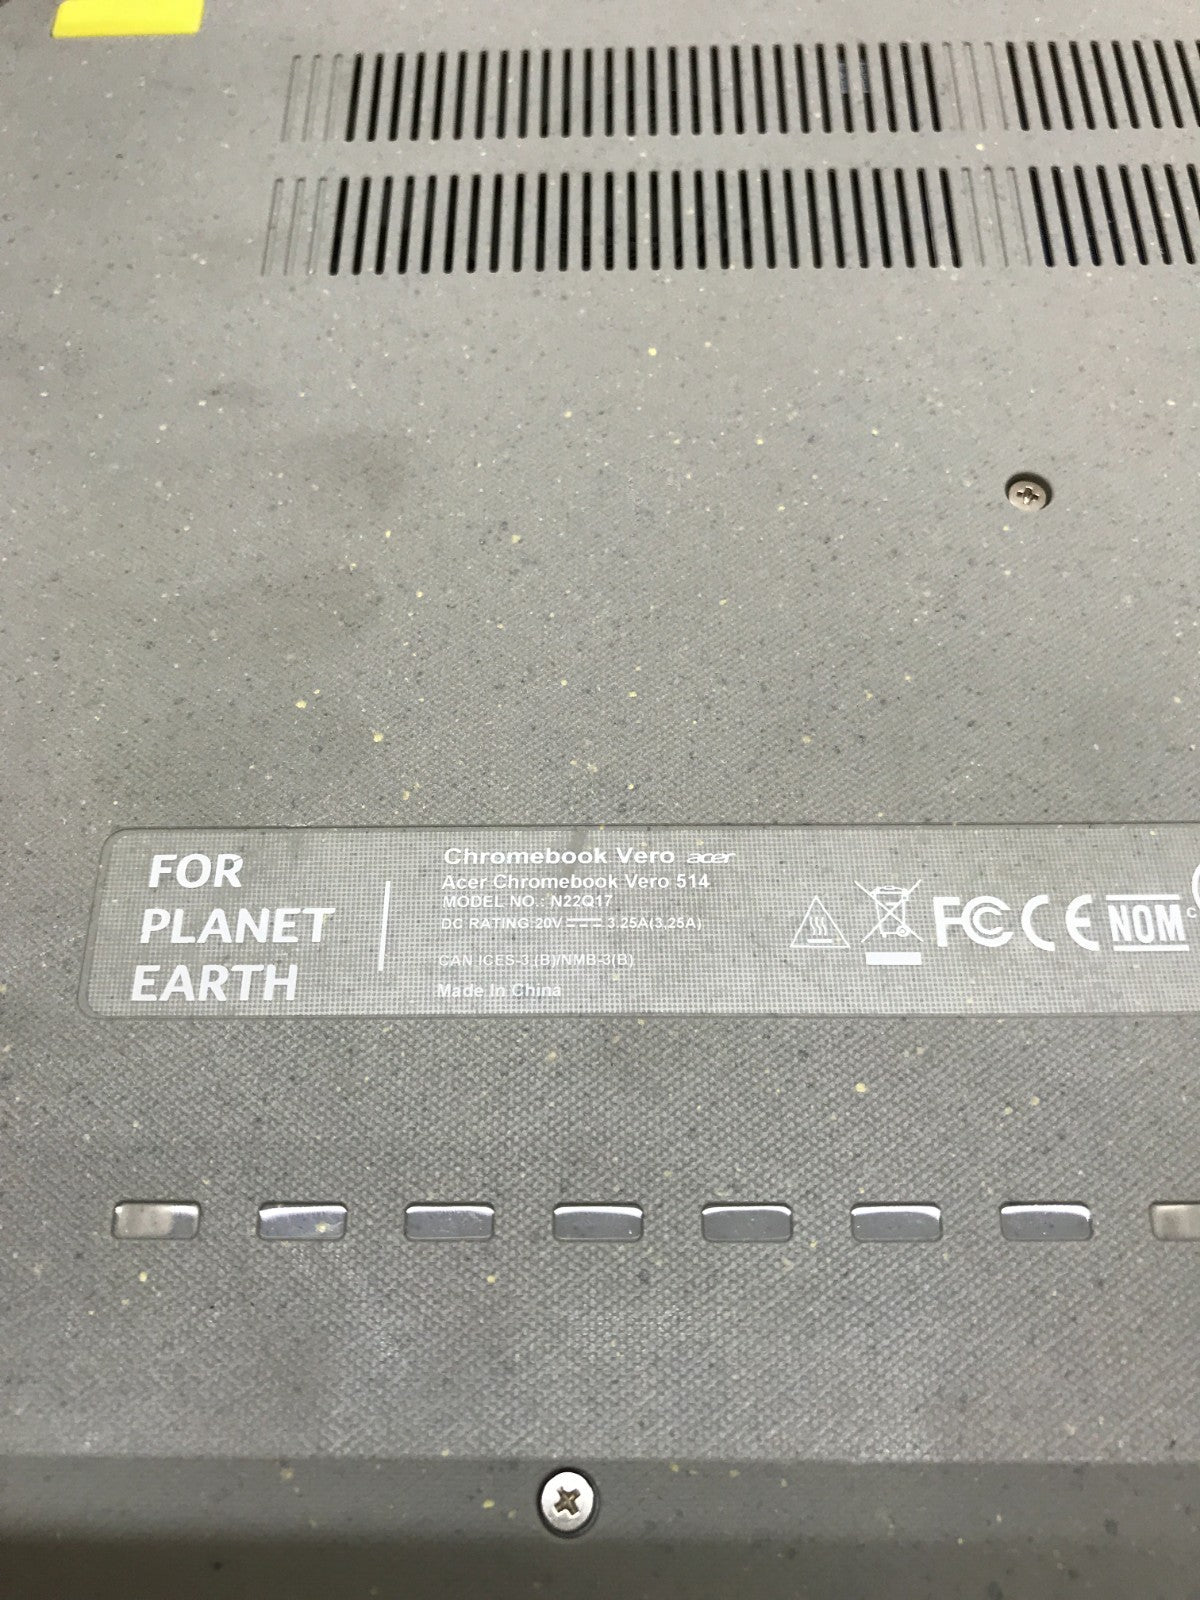 FOR
PLANET
EARTH
Chromebook Vero acer
Acer Chromebook Vero 514
MODEL NO.: N22Q17
DC RATING:20V⎓3.25A(3.25A)
CAN ICES-3 (B)/NMB-3(B)
Made in China
FC CE NOM